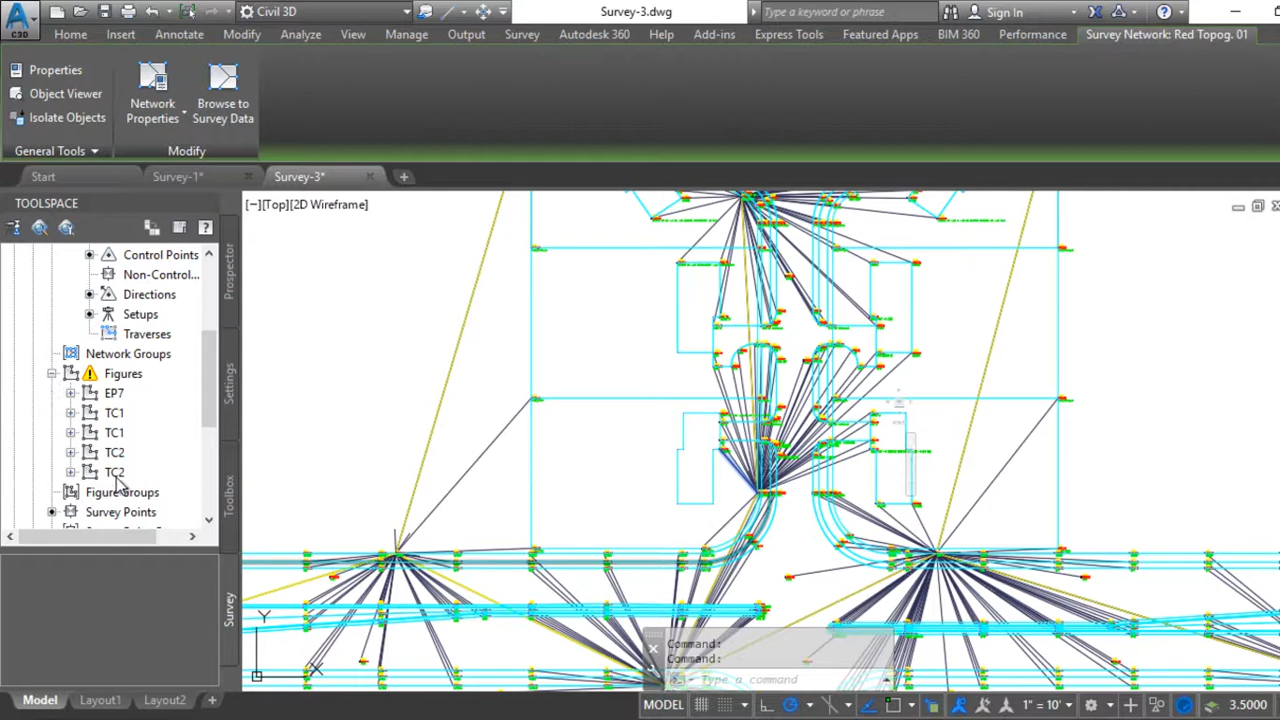 A
C3D
Civil 3D
Survey-3.dwg
Type a keyword or phrase
Sign In
Home Insert Annotate Modify Analyze View Manage Output Survey Autodesk 360 Help Add-ins Express Tools Featured Apps BIM 360 Performance Survey Network: Red Topog. 01
Properties
Object Viewer
Isolate Objects
Network
Properties
Browse to
Survey Data
General Tools
Modify
Start Survey-1* Survey-3*
TOOLSPACE
[−][Top][2D Wireframe]
Control Points
Non-Control...
Directions
Setups
Traverses
Network Groups
Figures
EP7
TC1
TC1
TC2
TC2
Figure Groups
Survey Points
Prospector
Settings
Toolbox
Survey
Y
X
Command:
Command:
Type a command
Model Layout1 Layout2
MODEL
1" = 10'
3.5000